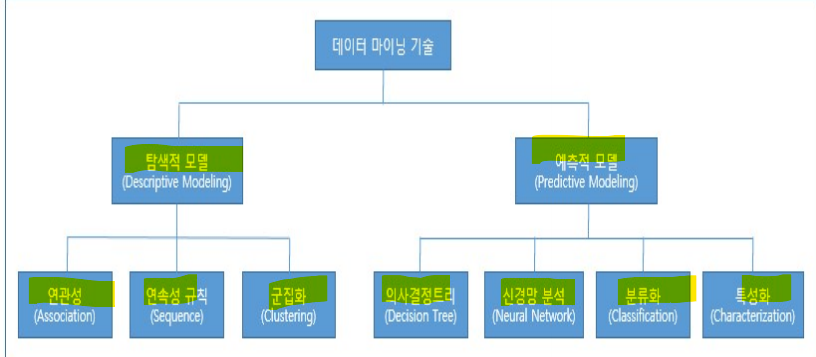 데이터 마이닝 기술
탐색적 모델
(Descriptive Modeling)
예측적 모델
(Predictive Modeling)
연관성
(Association)
연속성 규칙
(Sequence)
군집화
(Clustering)
의사결정트리
(Decision Tree)
신경망 분석
(Neural Network)
분류화
(Classification)
특성화
(Characterization)